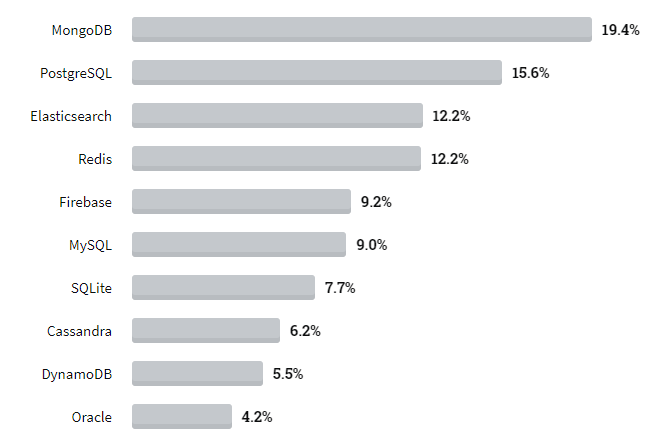 MongoDB 19.4%
PostgreSQL 15.6%
Elasticsearch 12.2%
Redis 12.2%
Firebase 9.2%
MySQL 9.0%
SQLite 7.7%
Cassandra 6.2%
DynamoDB 5.5%
Oracle 4.2%